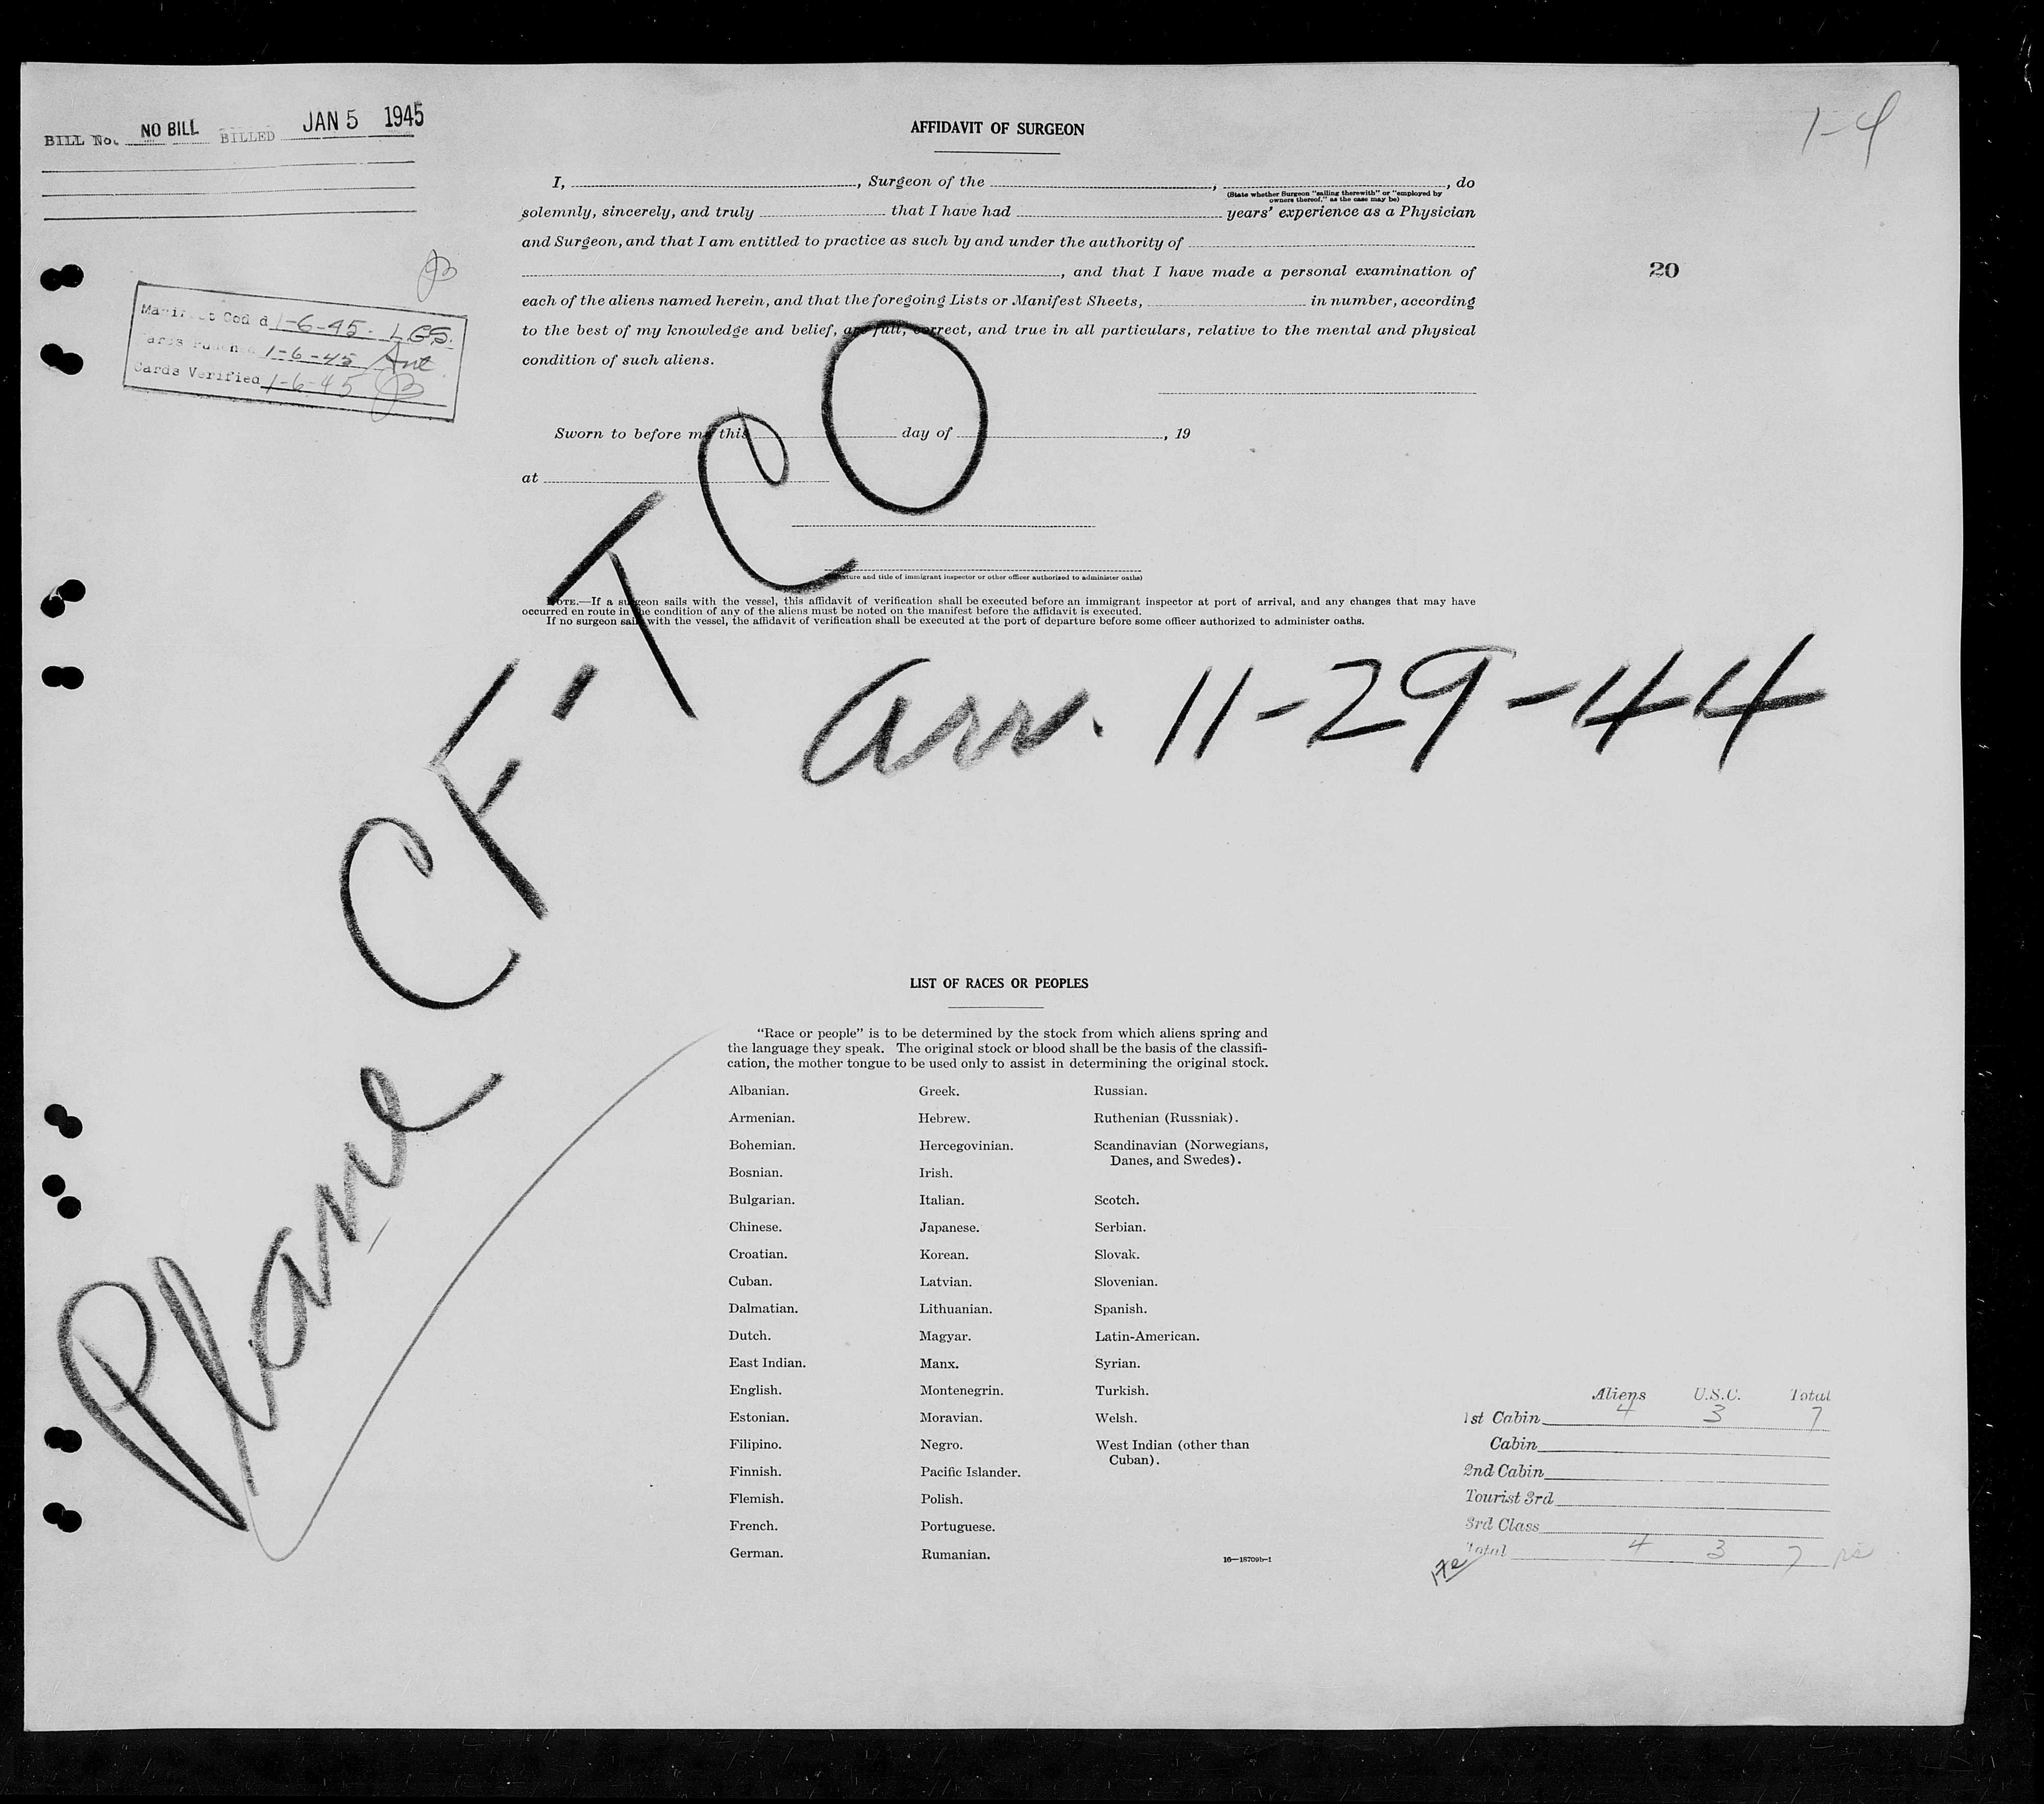 BILL No. NO BILL BILLED JAN 5 1945
1-4
AFFIDAVIT OF SURGEON
I, , Surgeon of the , , do
(State whether Surgeon "sailing therewith" or "employed by
owners thereof," as the case may be)
solemnly, sincerely, and truly that I have had years' experience as a Physician
and Surgeon, and that I am entitled to practice as such by and under the authority of
, and that I have made a personal examination of
20
each of the aliens named herein, and that the foregoing Lists or Manifest Sheets, in number, according
to the best of my knowledge and belief, are full, correct, and true in all particulars, relative to the mental and physical
condition of such aliens.
Manifest Cod d 1-6-45- L.G.S.
1-6-45
Cards Verified 1-6-45
Sworn to before me this day of , 19
at
ture and title of immigrant inspector or other officer authorized to administer oaths)
NOTE.—If a surgeon sails with the vessel, this affidavit of verification shall be executed before an immigrant inspector at port of arrival, and any changes that may have
occurred en route in the condition of any of the aliens must be noted on the manifest before the affidavit is executed.
If no surgeon sails with the vessel, the affidavit of verification shall be executed at the port of departure before some officer authorized to administer oaths.
Plane CF-TCO
arr. 11-29-44
LIST OF RACES OR PEOPLES
"Race or people" is to be determined by the stock from which aliens spring and
the language they speak. The original stock or blood shall be the basis of the classifi-
cation, the mother tongue to be used only to assist in determining the original stock.
Albanian.
Armenian.
Bohemian.
Bosnian.
Bulgarian.
Chinese.
Croatian.
Cuban.
Dalmatian.
Dutch.
East Indian.
English.
Estonian.
Filipino.
Finnish.
Flemish.
French.
German.
Greek.
Hebrew.
Hercegovinian.
Irish.
Italian.
Japanese.
Korean.
Latvian.
Lithuanian.
Magyar.
Manx.
Montenegrin.
Moravian.
Negro.
Pacific Islander.
Polish.
Portuguese.
Rumanian.
Russian.
Ruthenian (Russniak).
Scandinavian (Norwegians,
Danes, and Swedes).
Scotch.
Serbian.
Slovak.
Slovenian.
Spanish.
Latin-American.
Syrian.
Turkish.
Welsh.
West Indian (other than
Cuban).
16—18709b-1
Aliens U.S.C. Total
1st Cabin 4 3 7
Cabin
2nd Cabin
Tourist 3rd
3rd Class
Total 4 3 7